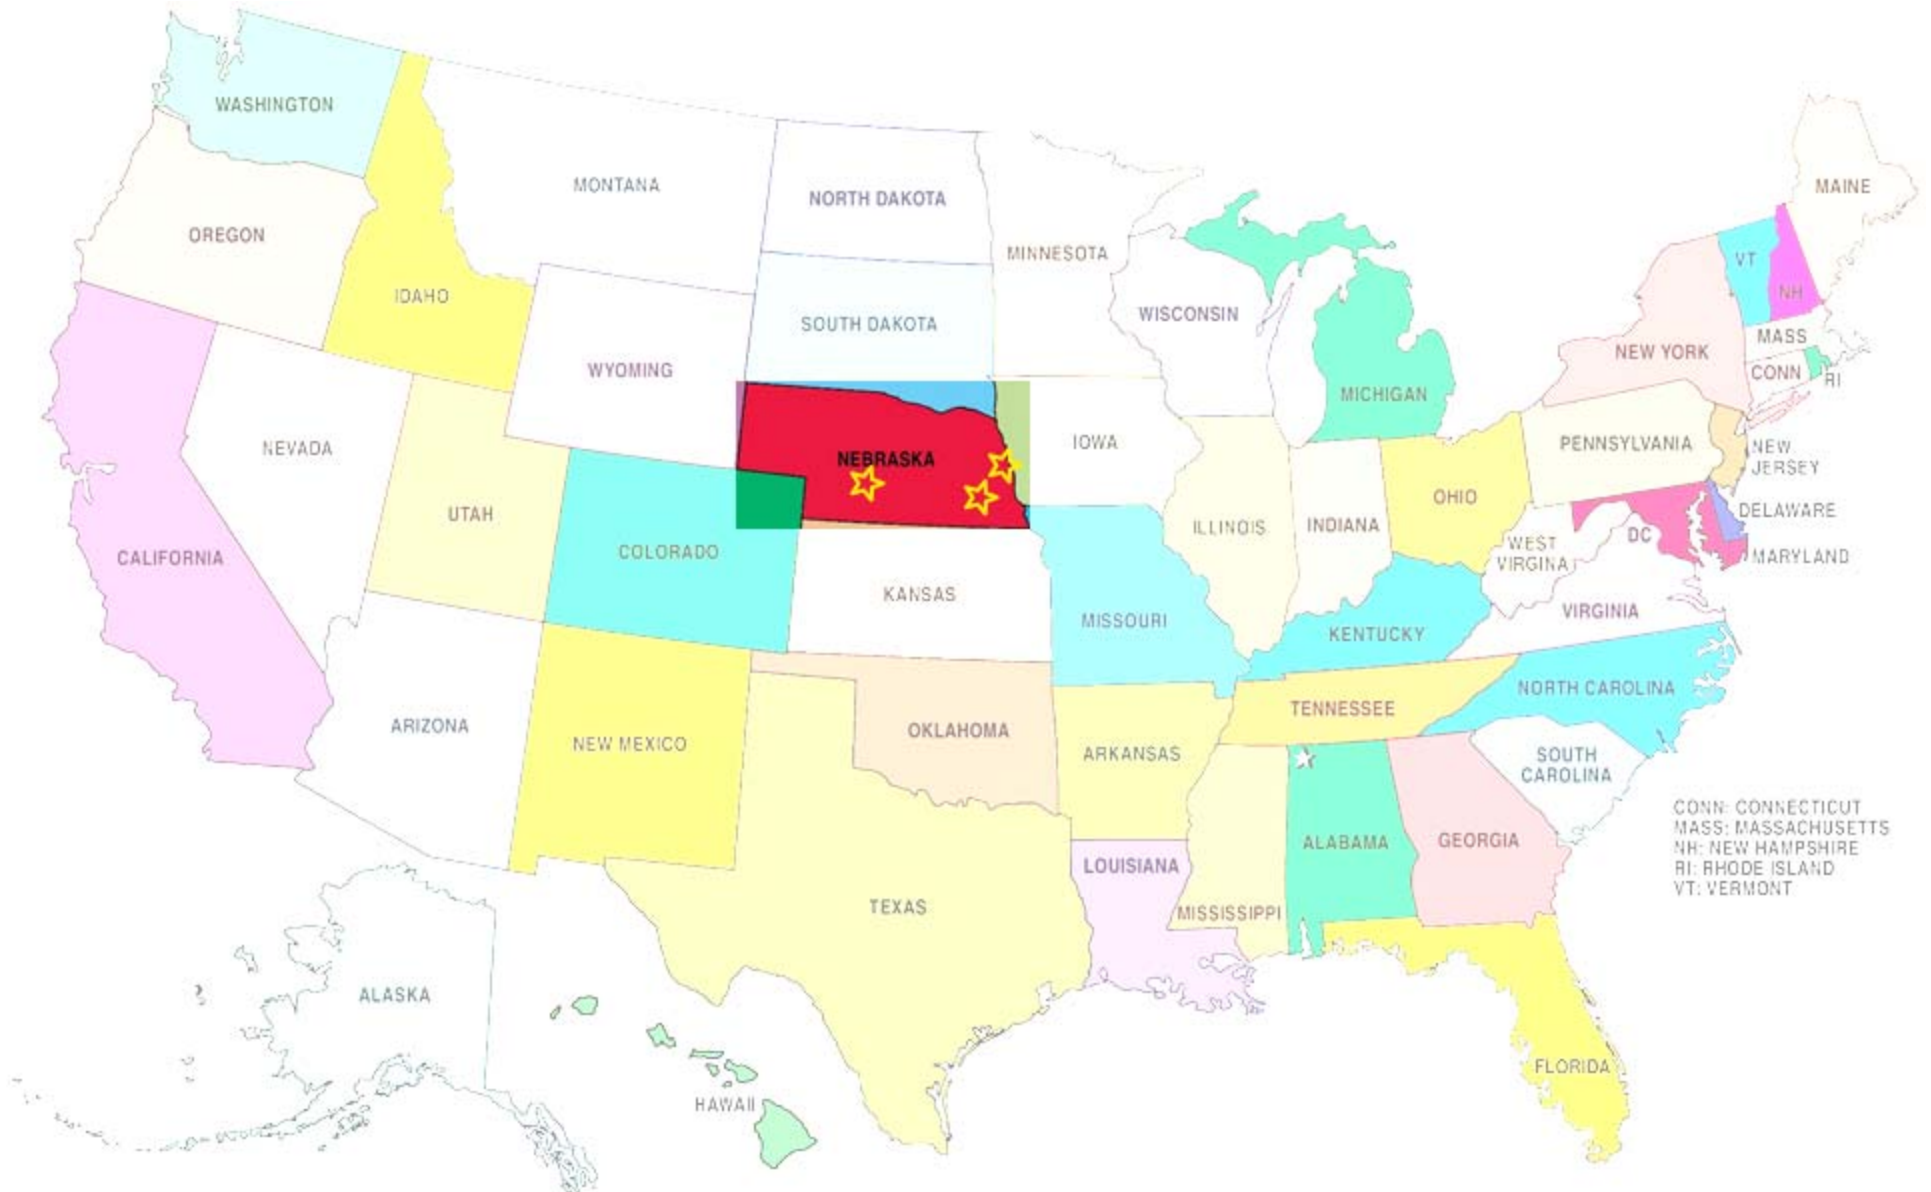 WASHINGTON
MAINE
MONTANA
NORTH DAKOTA
OREGON
MINNESOTA
VT
IDAHO
NH
WISCONSIN
SOUTH DAKOTA
MASS
NEW YORK
WYOMING
CONN
RI
MICHIGAN
NEVADA
NEBRASKA
IOWA
PENNSYLVANIA
NEW
JERSEY
OHIO
UTAH
ILLINOIS
INDIANA
DELAWARE
COLORADO
CALIFORNIA
WEST
VIRGINA
DC
MARYLAND
KANSAS
MISSOURI
KENTUCKY
VIRGINIA
NORTH CAROLINA
TENNESSEE
ARIZONA
NEW MEXICO
OKLAHOMA
ARKANSAS
SOUTH
CAROLINA
CONN: CONNECTICUT
MASS: MASSACHUSETTS
NH: NEW HAMPSHIRE
RI: RHODE ISLAND
VT: VERMONT
ALABAMA
GEORGIA
LOUISIANA
TEXAS
MISSISSIPPI
ALASKA
FLORIDA
HAWAII